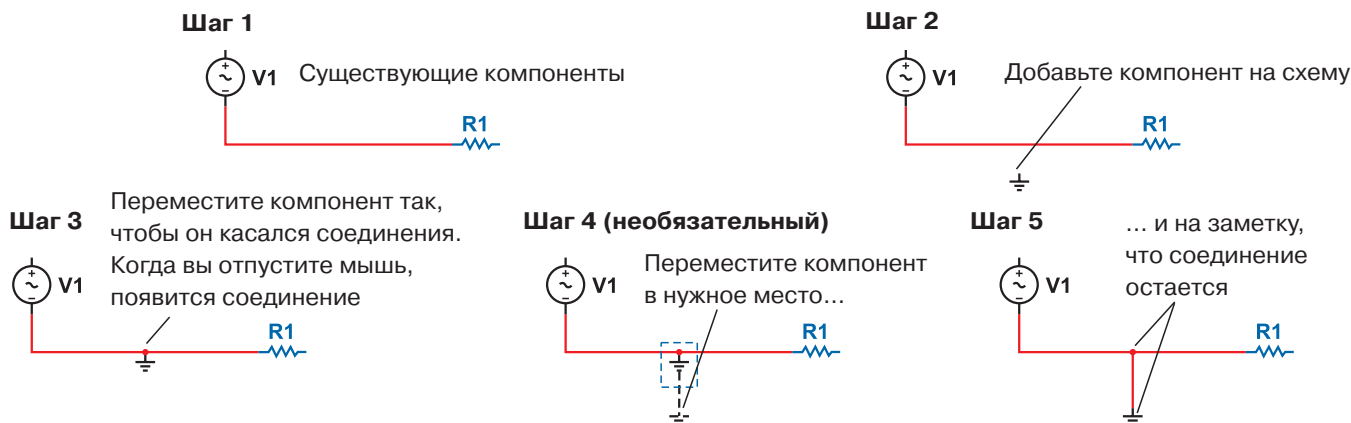 Шаг 1
V1
Существующие компоненты
R1
Шаг 2
V1
Добавьте компонент на схему
R1
Шаг 3
Переместите компонент так,
чтобы он касался соединения.
Когда вы отпустите мышь,
появится соединение
V1
R1
Шаг 4 (необязательный)
Переместите компонент
в нужное место...
V1
R1
Шаг 5
... и на заметку,
что соединение
остается
V1
R1